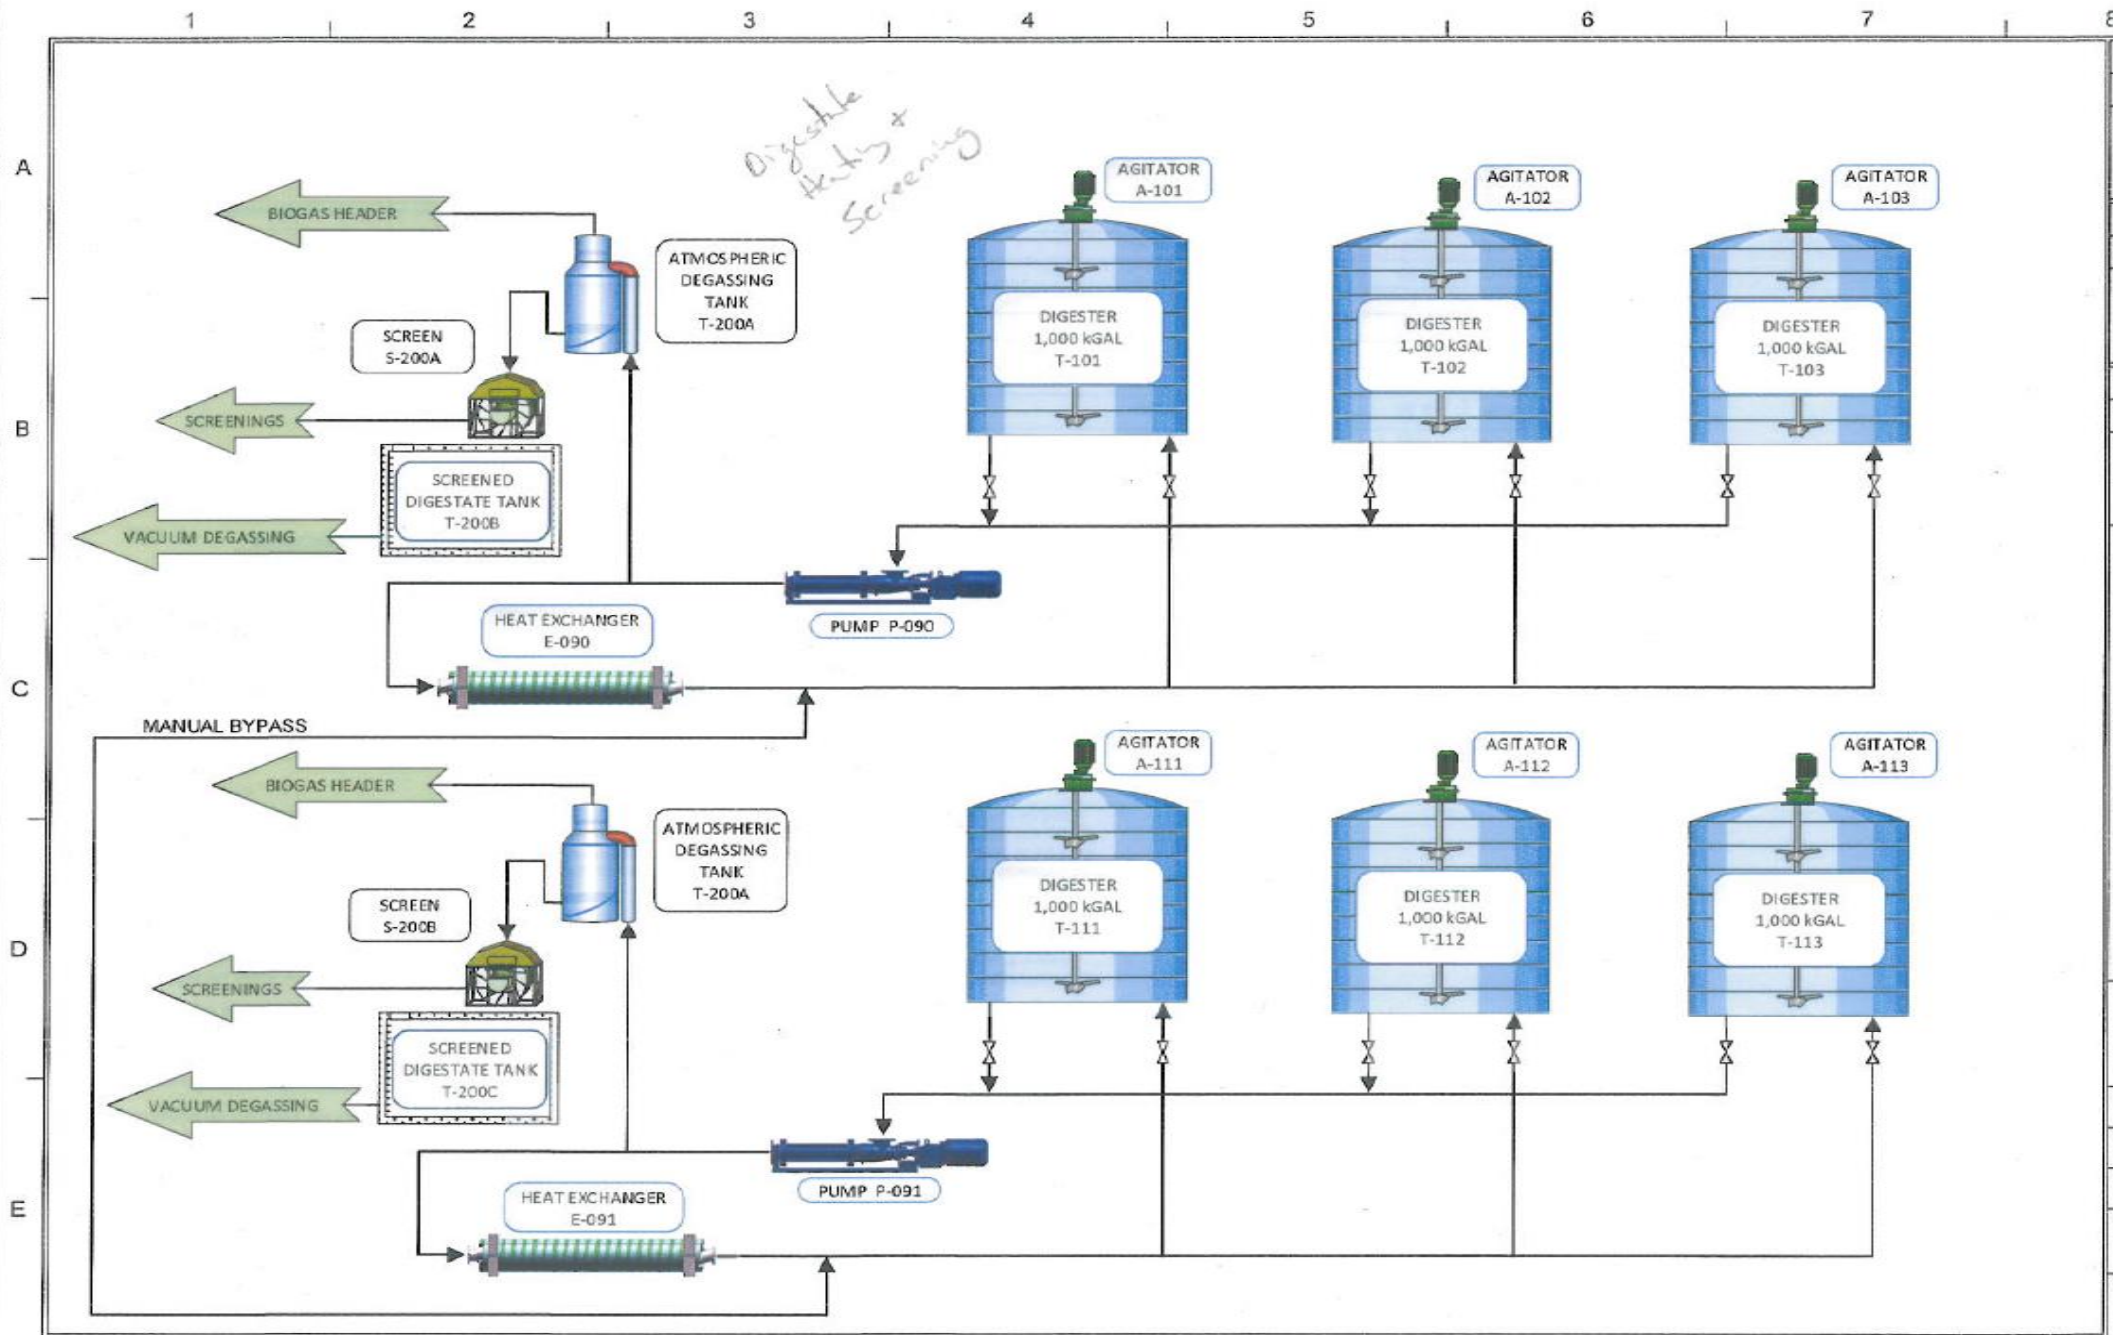 1 2 3 4 5 6 7 8
A
B
C
D
E
Digestate
Heating &
Screening
BIOGAS HEADER
ATMOSPHERIC
DEGASSING
TANK
T-200A
SCREEN
S-200A
SCREENINGS
SCREENED
DIGESTATE TANK
T-200B
VACUUM DEGASSING
AGITATOR
A-101
AGITATOR
A-102
AGITATOR
A-103
DIGESTER
1,000 kGAL
T-101
DIGESTER
1,000 kGAL
T-102
DIGESTER
1,000 kGAL
T-103
HEAT EXCHANGER
E-090
PUMP P-090
MANUAL BYPASS
BIOGAS HEADER
ATMOSPHERIC
DEGASSING
TANK
T-200A
SCREEN
S-200B
SCREENINGS
SCREENED
DIGESTATE TANK
T-200C
VACUUM DEGASSING
AGITATOR
A-111
AGITATOR
A-112
AGITATOR
A-113
DIGESTER
1,000 kGAL
T-111
DIGESTER
1,000 kGAL
T-112
DIGESTER
1,000 kGAL
T-113
HEAT EXCHANGER
E-091
PUMP P-091